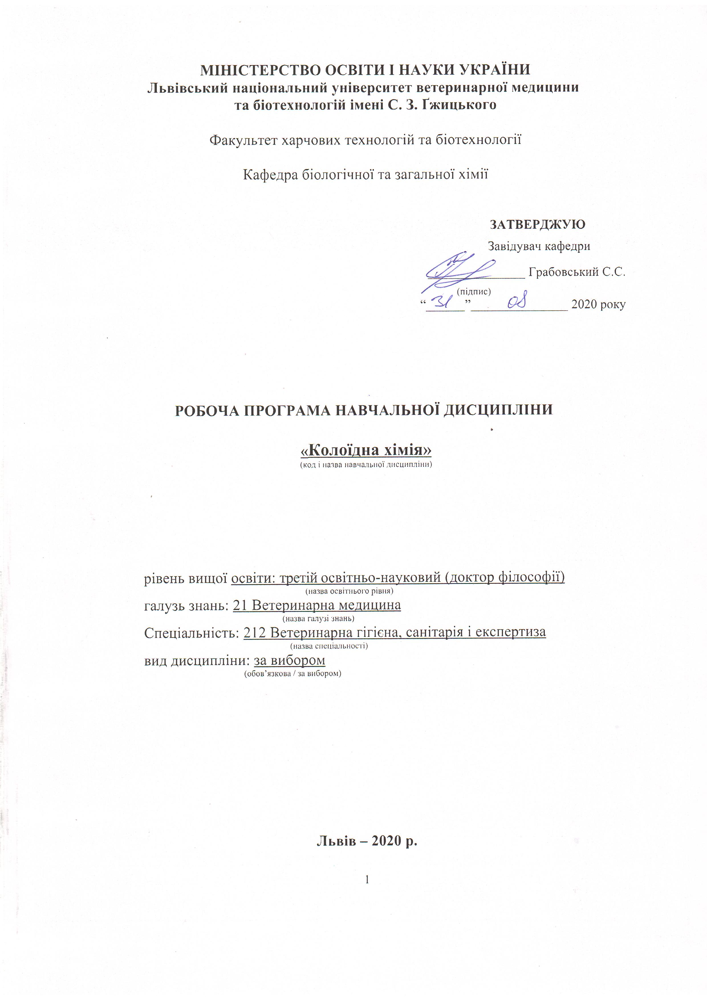 МІНІСТЕРСТВО ОСВІТИ І НАУКИ УКРАЇНИ
Львівський національний університет ветеринарної медицини
та біотехнологій імені С. З. Ґжицького
Факультет харчових технологій та біотехнології
Кафедра біологічної та загальної хімії
ЗАТВЕРДЖУЮ
Завідувач кафедри
________________ Грабовський С.С.
(підпис)
“ 31 ” 08 2020 року
РОБОЧА ПРОГРАМА НАВЧАЛЬНОЇ ДИСЦИПЛІНИ
«Колоїдна хімія»
(код і назва навчальної дисципліни)
рівень вищої освіти: третій освітньо-науковий (доктор філософії)
(назва освітнього рівня)
галузь знань: 21 Ветеринарна медицина
(назва галузі знань)
Спеціальність: 212 Ветеринарна гігієна, санітарія і експертиза
(назва спеціальності)
вид дисципліни: за вибором
(обов’язкова / за вибором)
Львів – 2020 р.
1